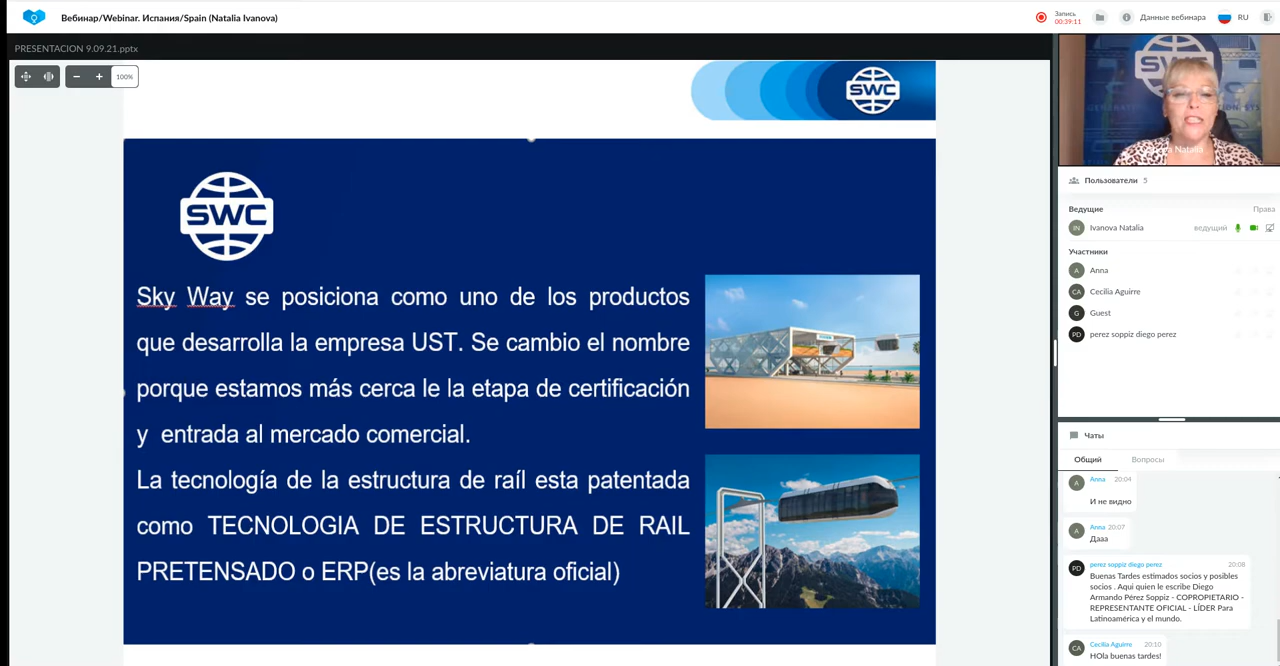 Вебинар/Webinar. Испания/Spain (Natalia Ivanova)
Запись
00:39:11
Данные вебинара
RU
PRESENTACION 9.09.21.pptx
100%
SWC
SWC
Sky Way se posiciona como uno de los productos
que desarrolla la empresa UST. Se cambio el nombre
porque estamos más cerca le la etapa de certificación
y entrada al mercado comercial.
La tecnología de la estructura de raíl esta patentada
como TECNOLOGIA DE ESTRUCTURA DE RAIL
PRETENSADO o ERP(es la abreviatura oficial)
SWC
Natalia
Пользователи 5
Ведущие Права
IN Ivanova Natalia ведущий
Участники
A Anna
CA Cecilia Aguirre
G Guest
PD perez soppiz diego perez
Чаты
Общий Вопросы
A Anna 20:04
И не видно
A Anna 20:07
Дааа
PD perez soppiz diego perez 20:08
Buenas Tardes estimados socios y posibles
socios . Aqui quien le escribe Diego
Armando Pérez Soppiz - COPROPIETARIO -
REPRESENTANTE OFICIAL - LÍDER Para
Latinoamérica y el mundo.
CA Cecilia Aguirre 20:10
HOla buenas tardes!